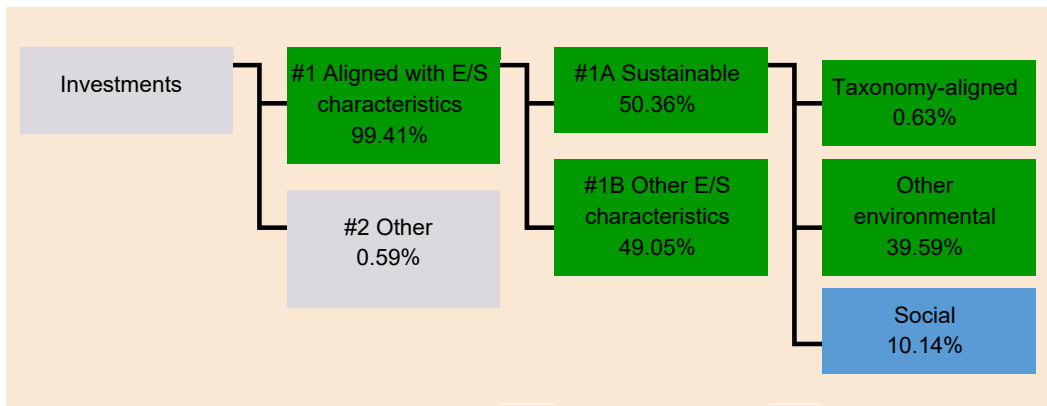 Investments
#1 Aligned with E/S
characteristics
99.41%
#2 Other
0.59%
#1A Sustainable
50.36%
#1B Other E/S
characteristics
49.05%
Taxonomy-aligned
0.63%
Other
environmental
39.59%
Social
10.14%